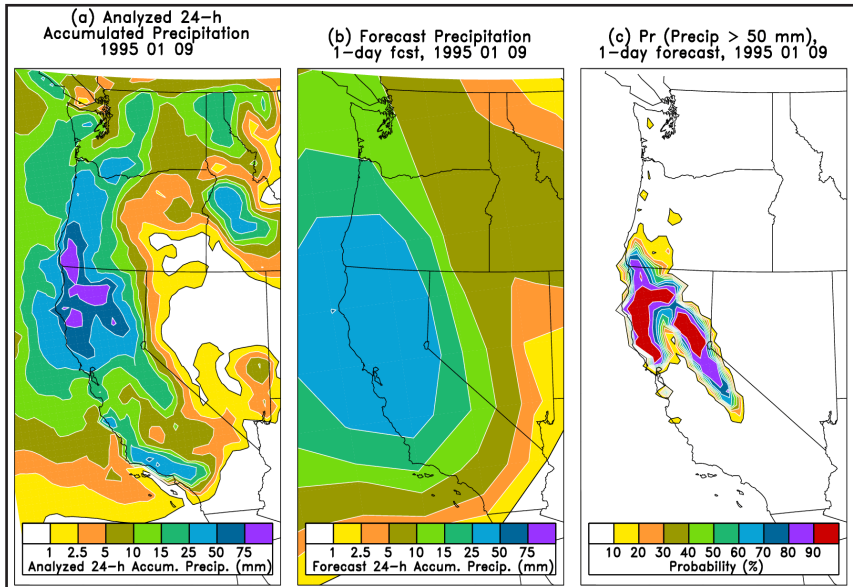 (a) Analyzed 24-h
Accumulated Precipitation
1995 01 09
(b) Forecast Precipitation
1-day fcst, 1995 01 09
(c) Pr (Precip > 50 mm),
1-day forecast, 1995 01 09
1 2.5 5 10 15 25 50 75
Analyzed 24-h Accum. Precip. (mm)
1 2.5 5 10 15 25 50 75
Forecast 24-h Accum. Precip. (mm)
10 20 30 40 50 60 70 80 90
Probability (%)